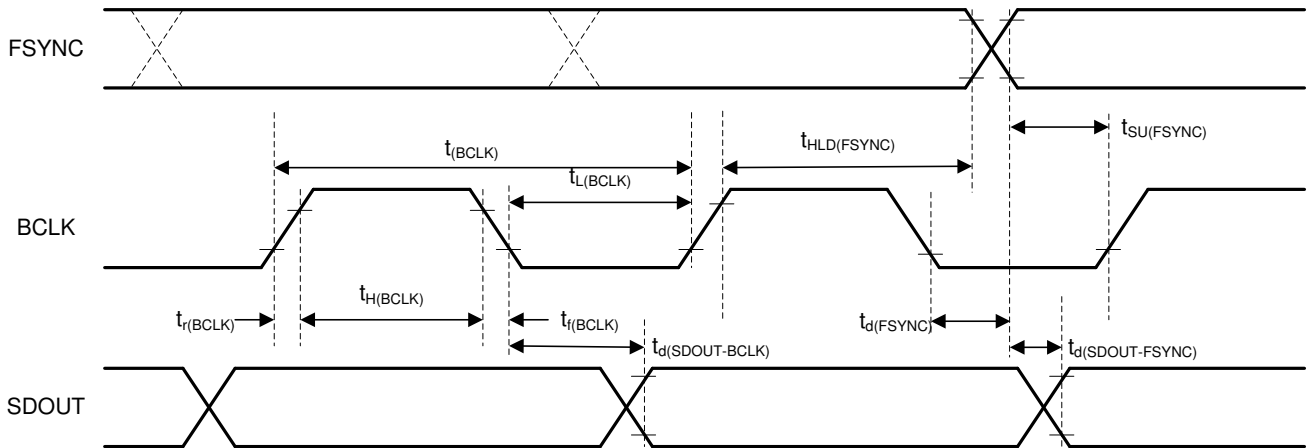 FSYNC
tSU(FSYNC)
tHLD(FSYNC)
t(BCLK)
tL(BCLK)
BCLK
tH(BCLK)
tr(BCLK)
tf(BCLK)
td(FSYNC)
td(SDOUT-BCLK)
td(SDOUT-FSYNC)
SDOUT